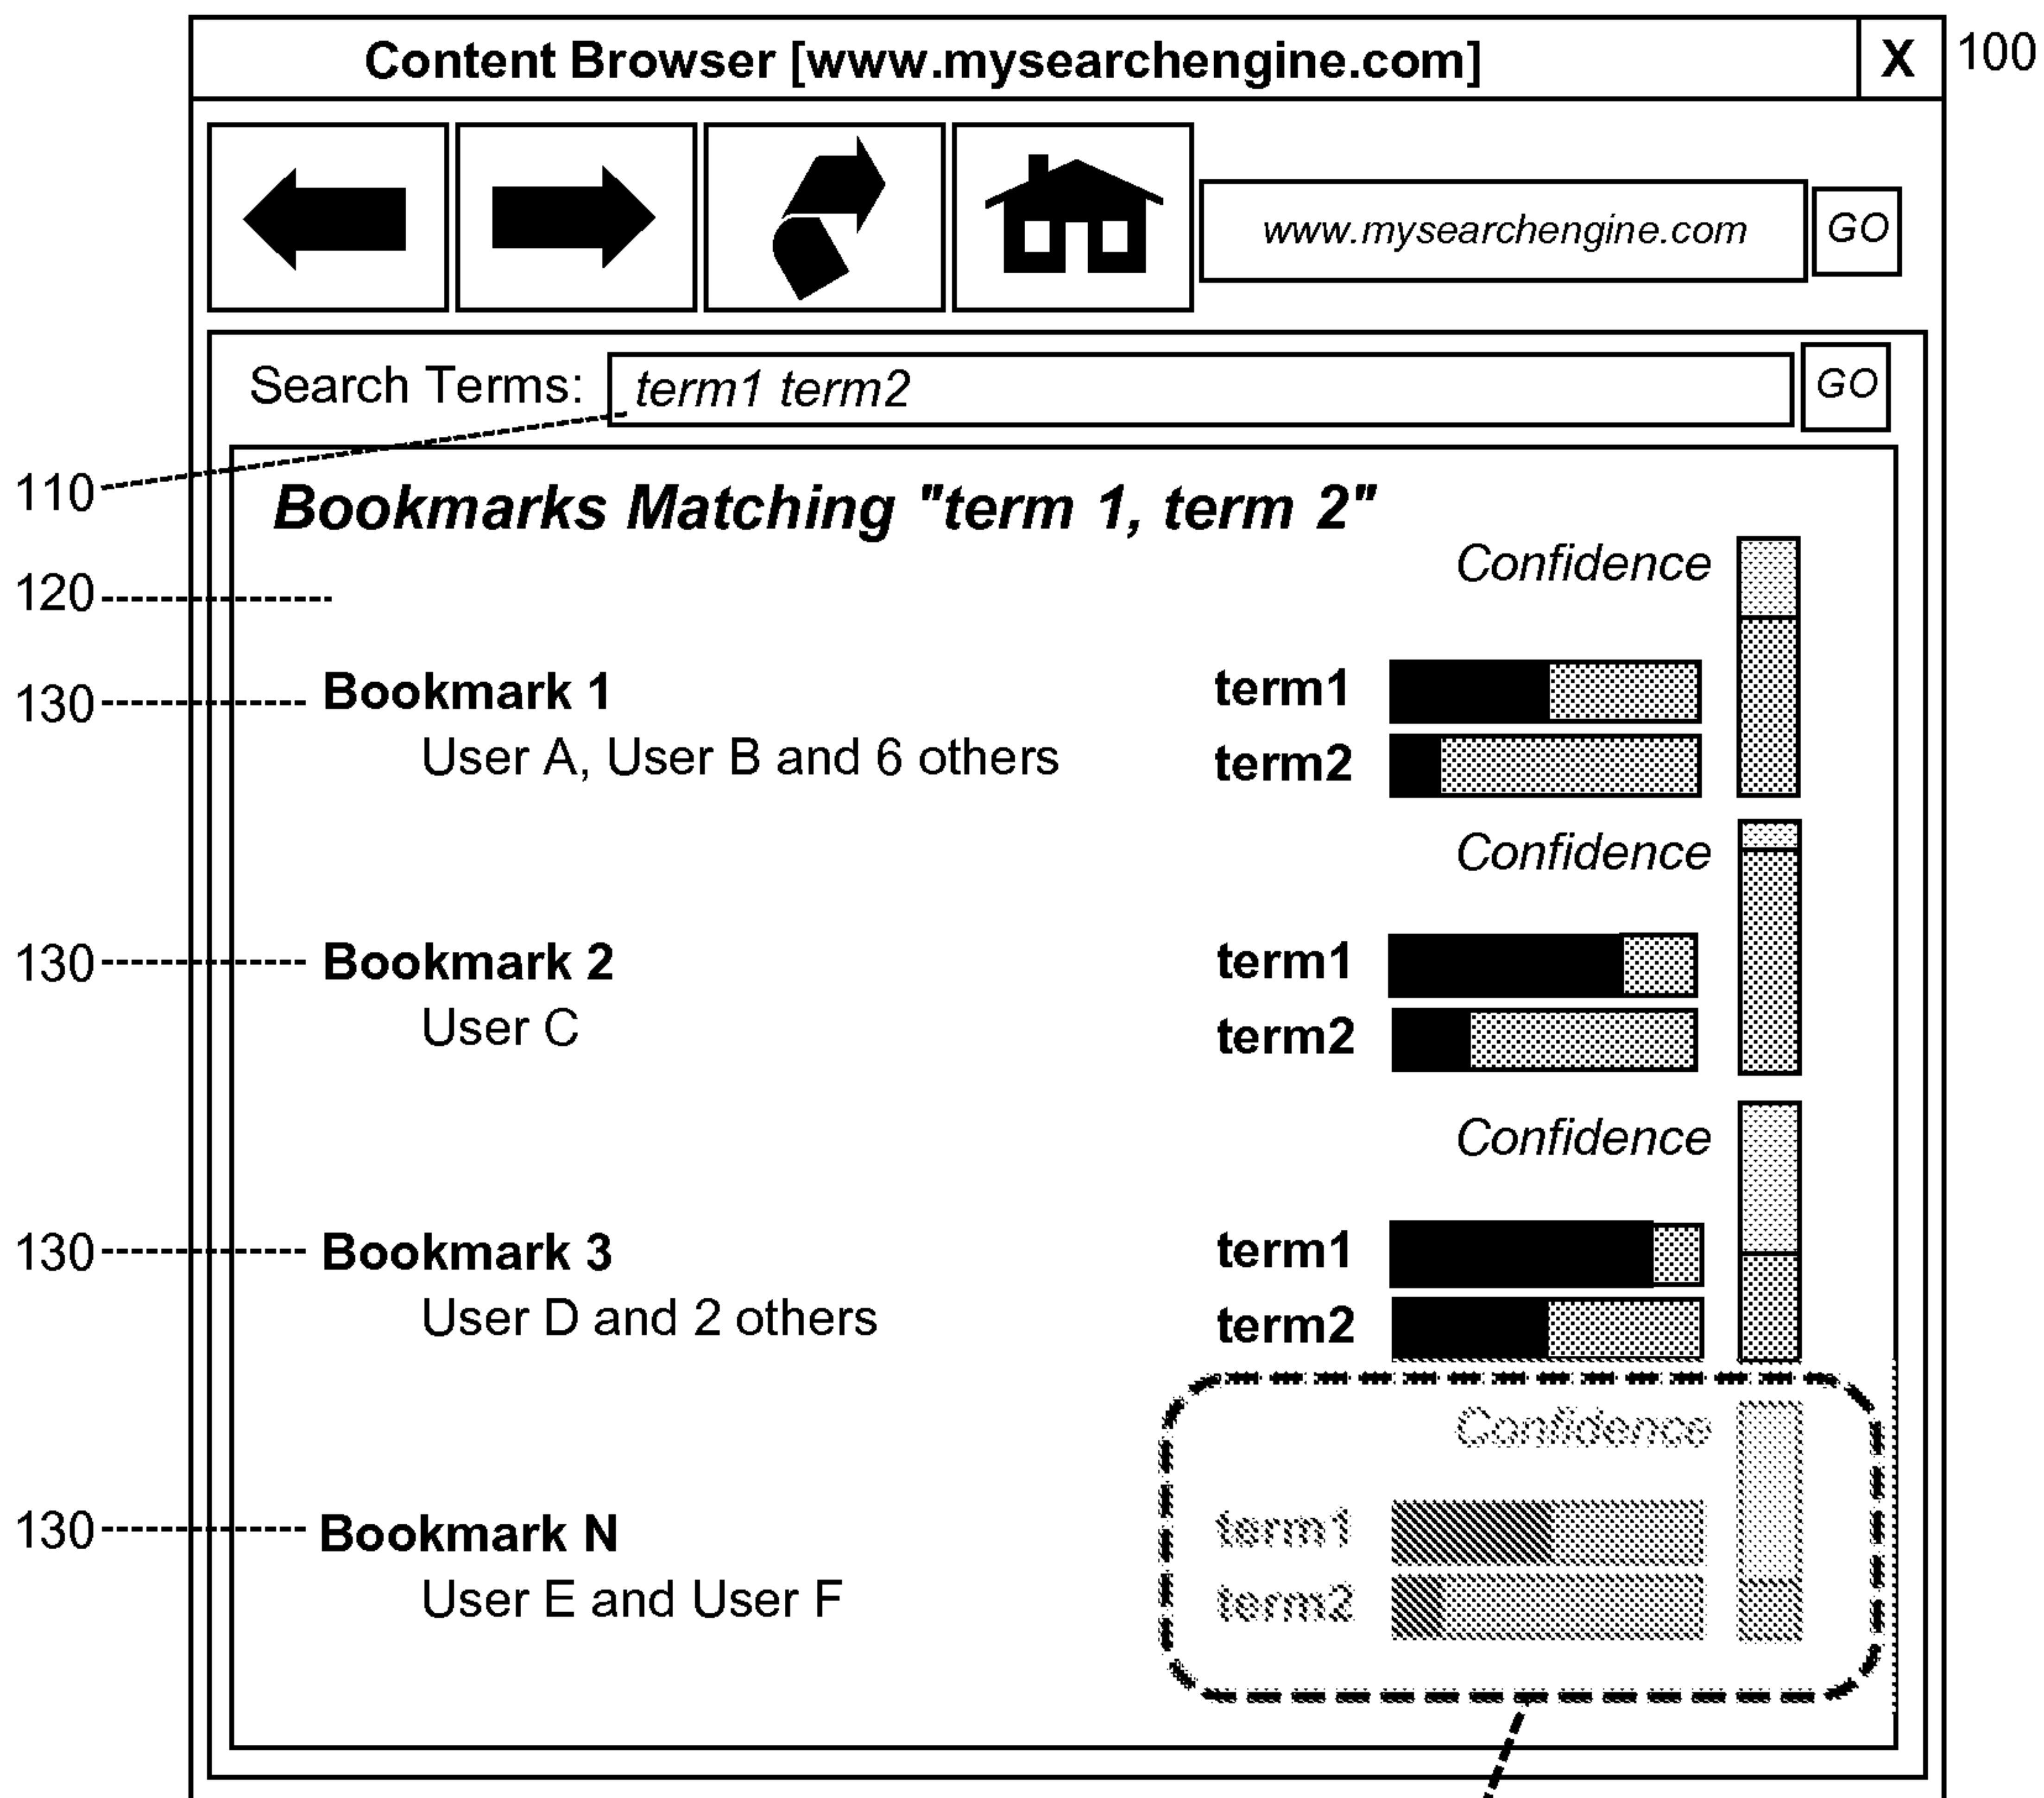 Content Browser [www.mysearchengine.com] X 100
www.mysearchengine.com GO
Search Terms: term1 term2 GO
110
Bookmarks Matching "term 1, term 2"
Confidence
120
130 Bookmark 1 term1
User A, User B and 6 others term2
Confidence
130 Bookmark 2 term1
User C term2
Confidence
130 Bookmark 3 term1
User D and 2 others term2
Confidence
130 Bookmark N term1
User E and User F term2